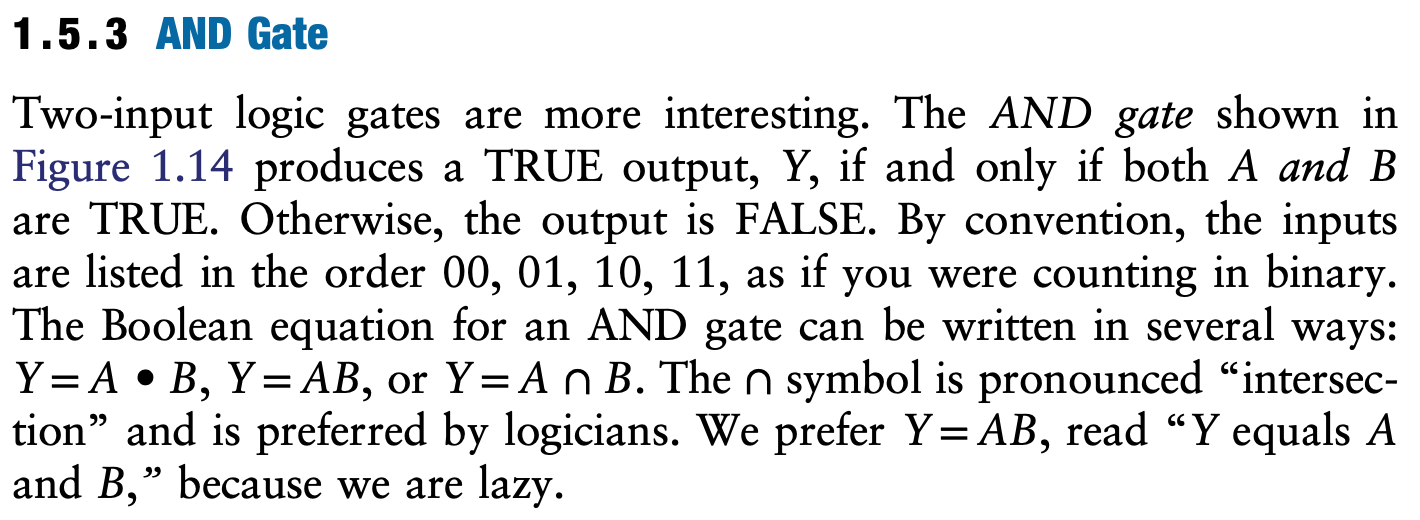 1.5.3 AND Gate
Two-input logic gates are more interesting. The AND gate shown in
Figure 1.14 produces a TRUE output, Y, if and only if both A and B
are TRUE. Otherwise, the output is FALSE. By convention, the inputs
are listed in the order 00, 01, 10, 11, as if you were counting in binary.
The Boolean equation for an AND gate can be written in several ways:
Y = A • B, Y = AB, or Y = A ∩ B. The ∩ symbol is pronounced “intersec-
tion” and is preferred by logicians. We prefer Y = AB, read “Y equals A
and B,” because we are lazy.